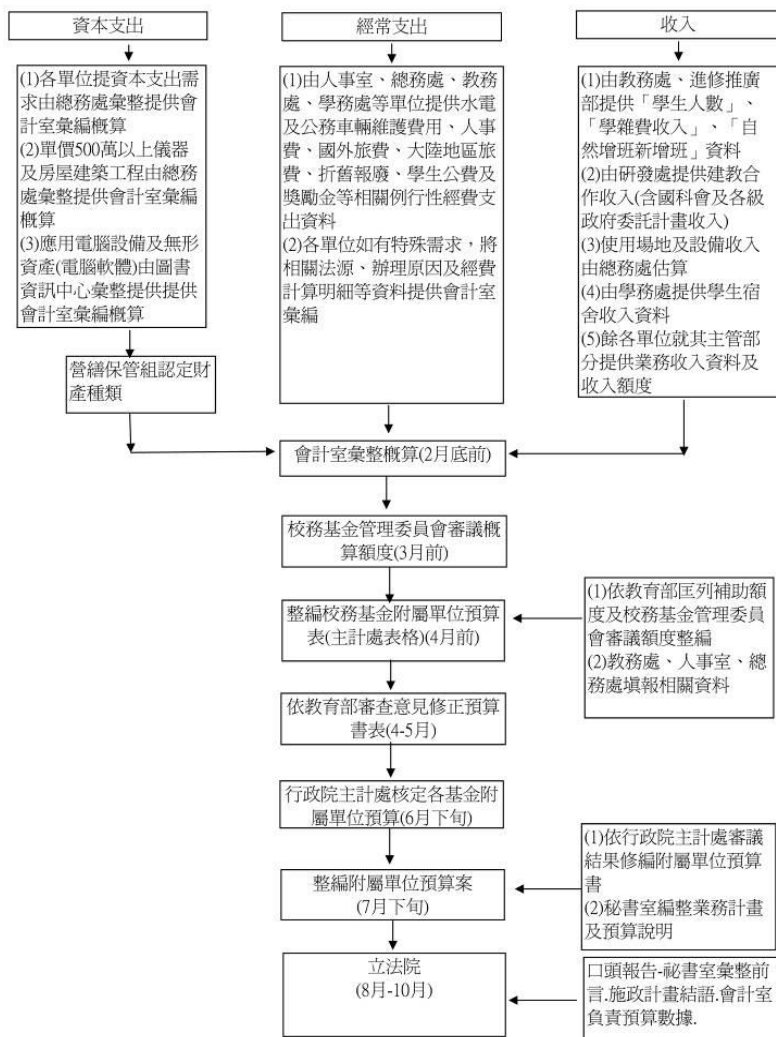 資本支出
(1)各單位提資本支出需
求由總務處彙整提供會
計室彙編概算
(2)單價500萬以上儀器
及房屋建築工程由總務
處彙整提供會計室彙編
概算
(3)應用電腦設備及無形
資產(電腦軟體)由圖書
資訊中心彙整提供提供
會計室彙編概算
營繕保管組認定財
產種類
經常支出
(1)由人事室、總務處、教務
處、學務處等單位提供水電
及公務車輛維護費用、人事
費、國外旅費、大陸地區旅
費、折舊報廢、學生公費及
獎勵金等相關例行性經費支
出資料
(2)各單位如有特殊需求，將
相關法源、辦理原因及經費
計算明細等資料提供會計室
彙編
收入
(1)由教務處、進修推廣
部提供「學生人數」、
「學雜費收入」、「自
然增班新增班」資料
(2)由研發處提供建教合
作收入(含國科會及各級
政府委託計畫收入)
(3)使用場地及設備收入
由總務處估算
(4)由學務處提供學生宿
舍收入資料
(5)餘各單位就其主管部
分提供業務收入資料及
收入額度
會計室彙整概算(2月底前)
校務基金管理委員會審議概
算額度(3月前)
整編校務基金附屬單位預算
表(主計處表格)(4月前)
(1)依教育部匡列補助額
度及校務基金管理委員
會審議額度整編
(2)教務處、人事室、總
務處填報相關資料
依教育部審查意見修正預算
書表(4-5月)
行政院主計處核定各基金附
屬單位預算(6月下旬)
整編附屬單位預算案
(7月下旬)
(1)依行政院主計處審議
結果修編附屬單位預算
書
(2)秘書室編整業務計畫
及預算說明
立法院
(8月-10月)
口頭報告-祕書室彙整前
言.施政計畫結語.會計室
負責預算數據.